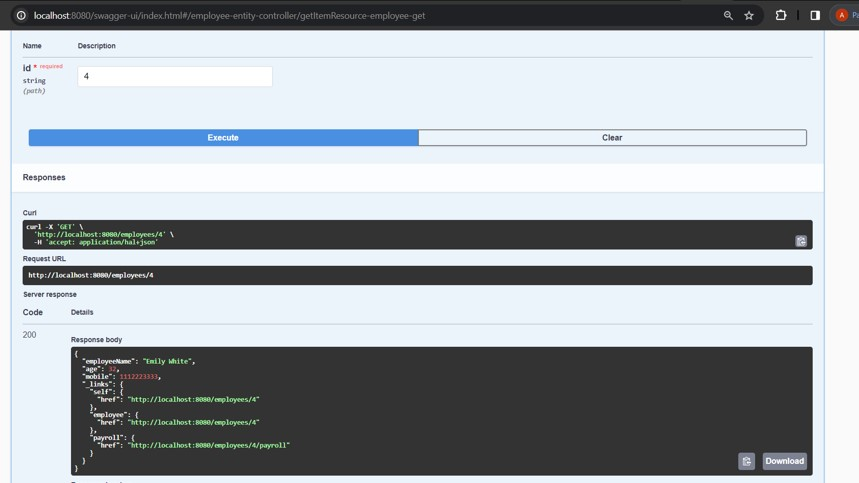 localhost:8080/swagger-ui/index.html#/employee-entity-controller/getItemResource-employee-get
A
Name Description
id * required
4
string
(path)
Execute Clear
Responses
Curl
curl -X 'GET' \
'http://localhost:8080/employees/4' \
-H 'accept: application/hal+json'
Request URL
http://localhost:8080/employees/4
Server response
Code Details
200
Response body
{
"employeeName": "Emily White",
"age": 32,
"mobile": 1112223333,
"_links": {
"self": {
"href": "http://localhost:8080/employees/4"
},
"employee": {
"href": "http://localhost:8080/employees/4"
},
"payroll": {
"href": "http://localhost:8080/employees/4/payroll"
}
}
}
Download